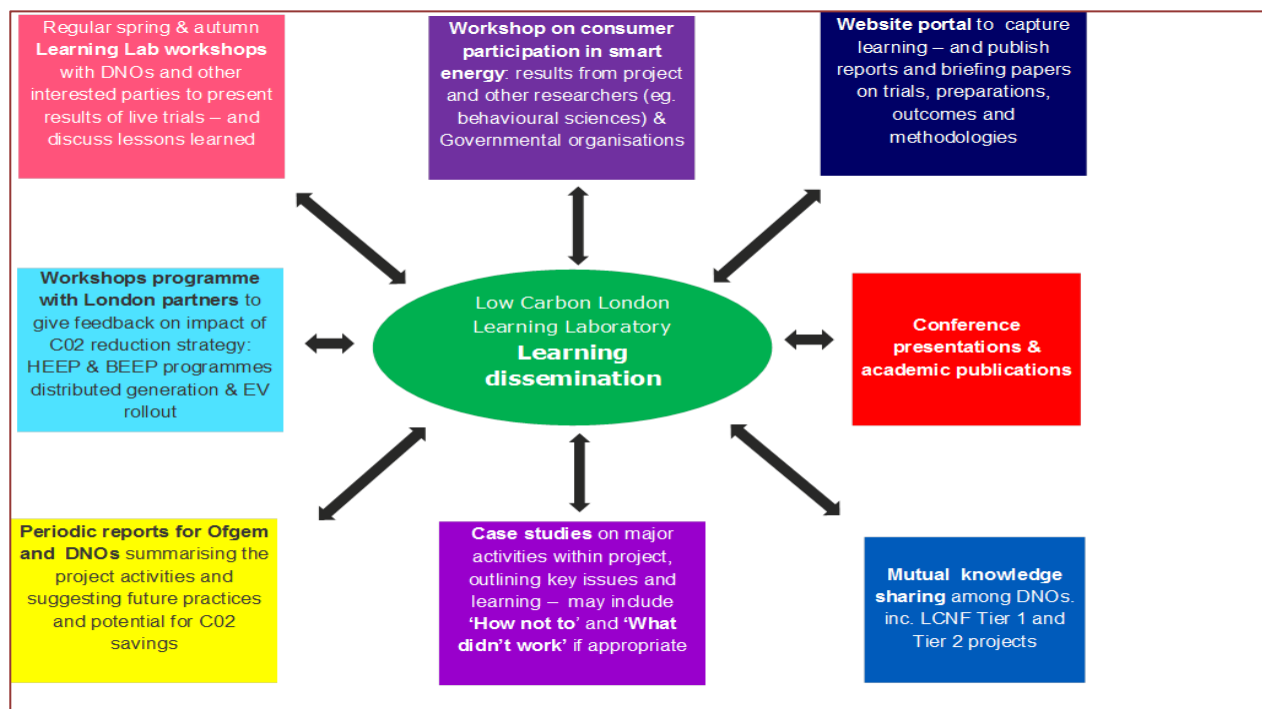 Regular spring & autumn
Learning Lab workshops
with DNOs and other
interested parties to present
results of live trials – and
discuss lessons learned
Workshop on consumer
participation in smart
energy: results from project
and other researchers (eg.
behavioural sciences) &
Governmental organisations
Website portal to capture
learning – and publish
reports and briefing papers
on trials, preparations,
outcomes and
methodologies
Workshops programme
with London partners to
give feedback on impact of
C02 reduction strategy:
HEEP & BEEP programmes
distributed generation & EV
rollout
Low Carbon London
Learning Laboratory
Learning
dissemination
Conference
presentations &
academic publications
Periodic reports for Ofgem
and DNOs summarising the
project activities and
suggesting future practices
and potential for C02
savings
Case studies on major
activities within project,
outlining key issues and
learning – may include
‘How not to’ and ‘What
didn’t work’ if appropriate
Mutual knowledge
sharing among DNOs.
inc. LCNF Tier 1 and
Tier 2 projects